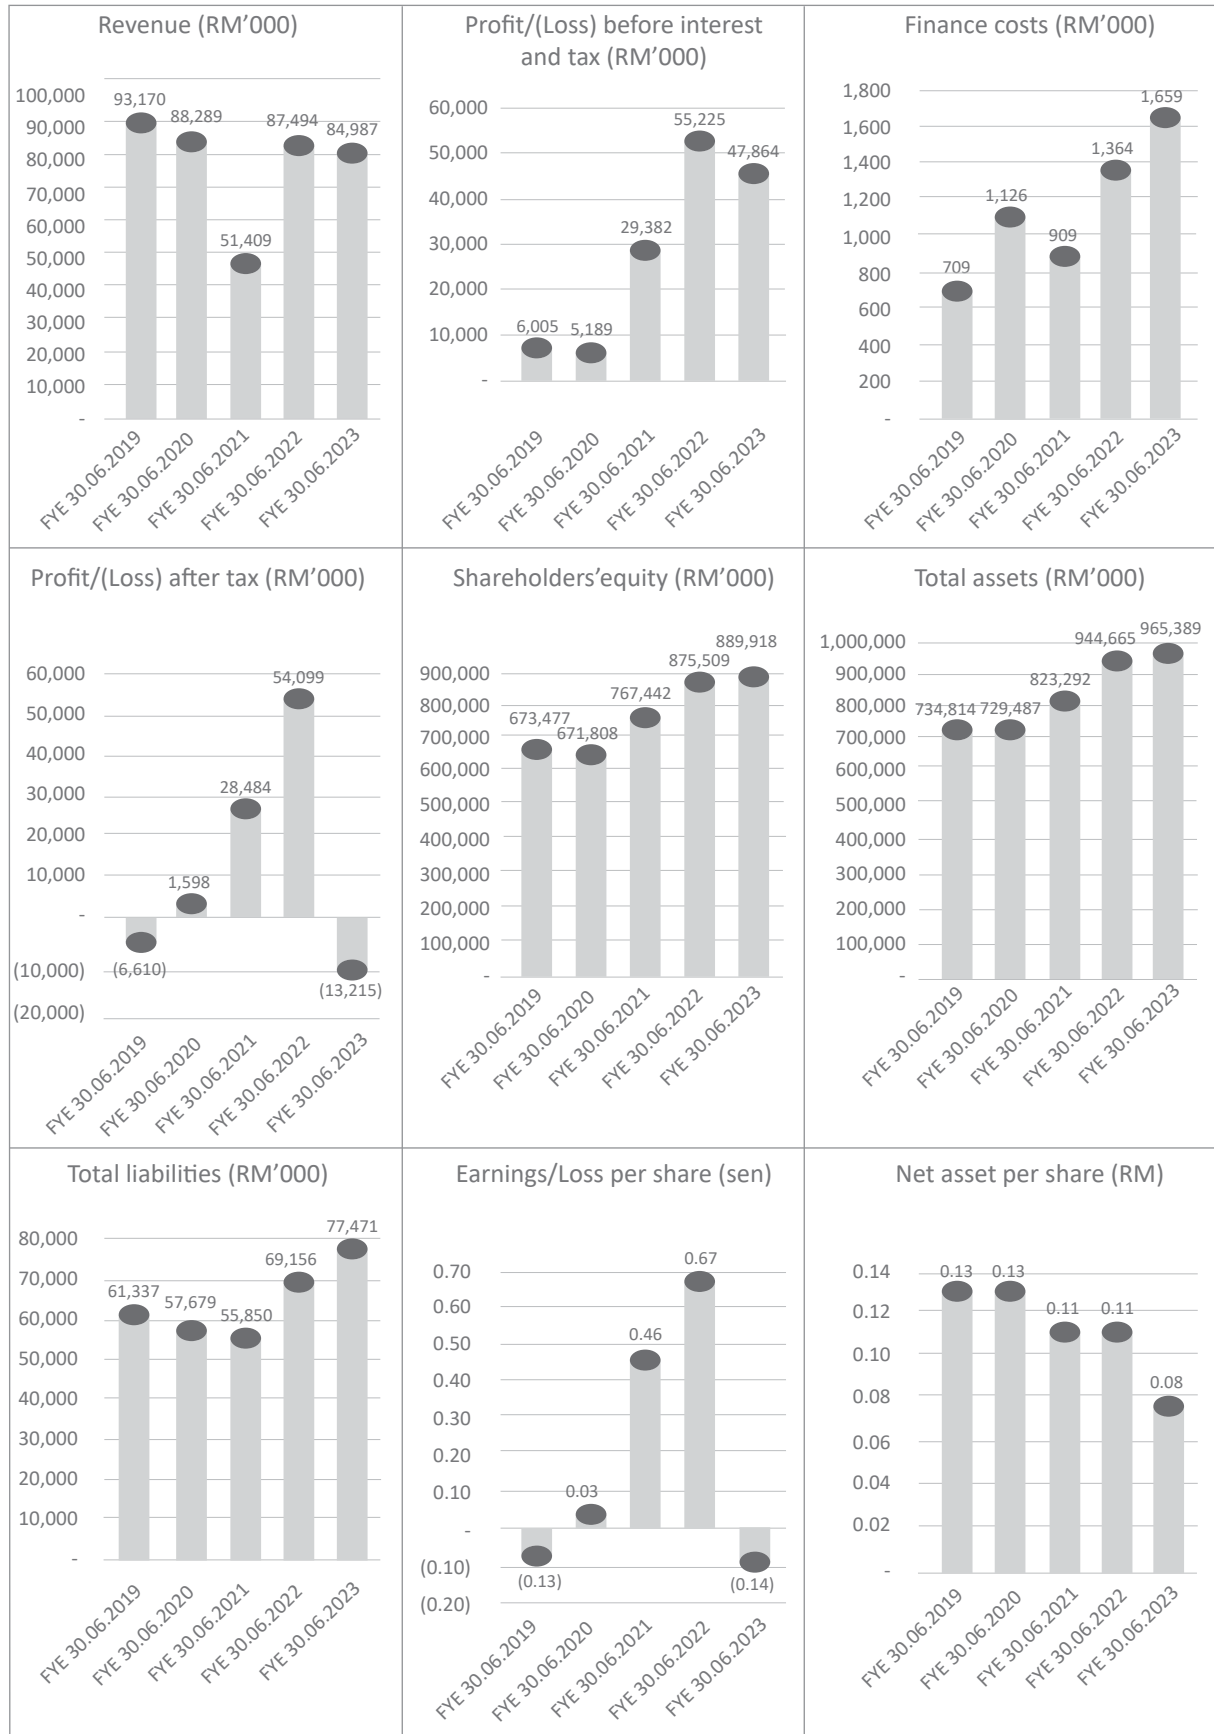 Revenue (RM’000)
100,000
90,000
80,000
70,000
60,000
50,000
40,000
30,000
20,000
10,000
-
93,170
88,289
51,409
87,494
84,987
FYE 30.06.2019
FYE 30.06.2020
FYE 30.06.2021
FYE 30.06.2022
FYE 30.06.2023
Profit/(Loss) before interest
and tax (RM’000)
60,000
50,000
40,000
30,000
20,000
10,000
-
6,005
5,189
29,382
55,225
47,864
FYE 30.06.2019
FYE 30.06.2020
FYE 30.06.2021
FYE 30.06.2022
FYE 30.06.2023
Finance costs (RM’000)
1,800
1,600
1,400
1,200
1,000
800
600
400
200
-
709
1,126
909
1,364
1,659
FYE 30.06.2019
FYE 30.06.2020
FYE 30.06.2021
FYE 30.06.2022
FYE 30.06.2023
Profit/(Loss) after tax (RM’000)
60,000
50,000
40,000
30,000
20,000
10,000
-
(10,000)
(20,000)
(6,610)
1,598
28,484
54,099
(13,215)
FYE 30.06.2019
FYE 30.06.2020
FYE 30.06.2021
FYE 30.06.2022
FYE 30.06.2023
Shareholders’equity (RM’000)
900,000
800,000
700,000
600,000
500,000
400,000
300,000
200,000
100,000
-
673,477
671,808
767,442
875,509
889,918
FYE 30.06.2019
FYE 30.06.2020
FYE 30.06.2021
FYE 30.06.2022
FYE 30.06.2023
Total assets (RM’000)
1,000,000
900,000
800,000
700,000
600,000
500,000
400,000
300,000
200,000
100,000
-
734,814
729,487
823,292
944,665
965,389
FYE 30.06.2019
FYE 30.06.2020
FYE 30.06.2021
FYE 30.06.2022
FYE 30.06.2023
Total liabilities (RM’000)
80,000
70,000
60,000
50,000
40,000
30,000
20,000
10,000
-
61,337
57,679
55,850
69,156
77,471
FYE 30.06.2019
FYE 30.06.2020
FYE 30.06.2021
FYE 30.06.2022
FYE 30.06.2023
Earnings/Loss per share (sen)
0.70
0.60
0.50
0.40
0.30
0.20
0.10
-
(0.10)
(0.20)
(0.13)
0.03
0.46
0.67
(0.14)
FYE 30.06.2019
FYE 30.06.2020
FYE 30.06.2021
FYE 30.06.2022
FYE 30.06.2023
Net asset per share (RM)
0.14
0.12
0.10
0.08
0.06
0.04
0.02
-
0.13
0.13
0.11
0.11
0.08
FYE 30.06.2019
FYE 30.06.2020
FYE 30.06.2021
FYE 30.06.2022
FYE 30.06.2023